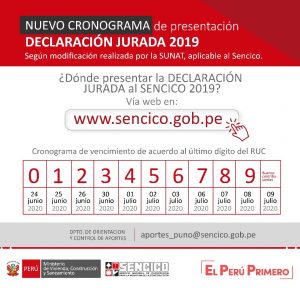 NUEVO CRONOGRAMA de presentación
DECLARACIÓN JURADA 2019
Según modificación realizada por la SUNAT, aplicable al Sencico.
¿Dónde presentar la DECLARACIÓN
JURADA al SENCICO 2019?
Vía web en:
www.sencico.gob.pe
Cronograma de vencimiento de acuerdo al último dígito del RUC
0 1 2 3 4 5 6 7 8 9 Buenos contribuyentes
24 25 26 30 01 02 03 06 07 08 09
junio junio junio junio julio julio julio julio julio julio julio
2020 2020 2020 2020 2020 2020 2020 2020 2020 2020 2020
DPTO. DE ORIENTACIÓN
Y CONTROL DE APORTES
aportes_puno@sencico.gob.pe
PERÚ
Ministerio
de Vivienda, Construcción
y Saneamiento
SENCICO
EL PERÚ PRIMERO